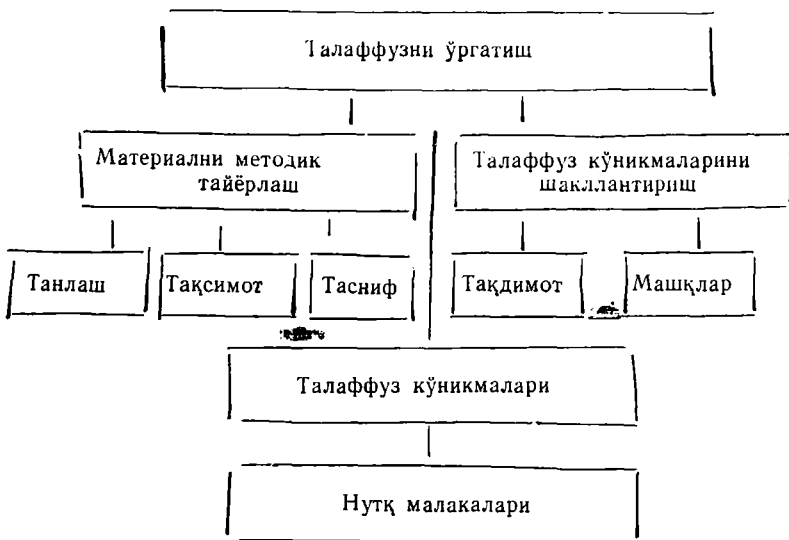 Талаффузни ўргатиш
Материални методик
тайёрлаш
Талаффуз кўникмаларини
шакллантириш
Танлаш
Тақсимот
Тасниф
Тақдимот
Машқлар
Талаффуз кўникмалари
Нутқ малакалари